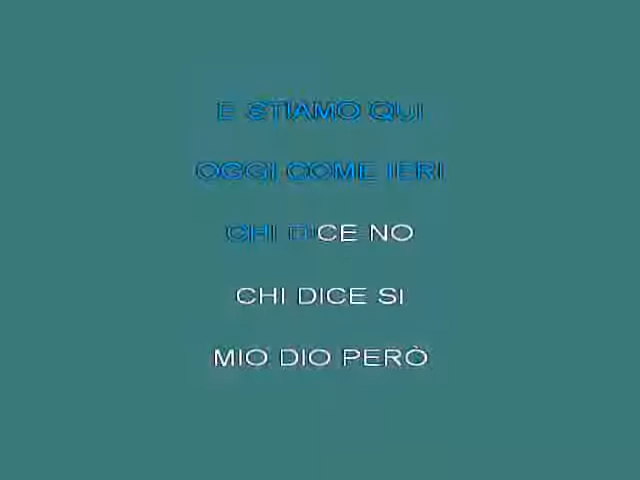 E STIAMO QUI
OGGI COME IERI
CHI DICE NO
CHI DICE SI
MIO DIO PERÒ